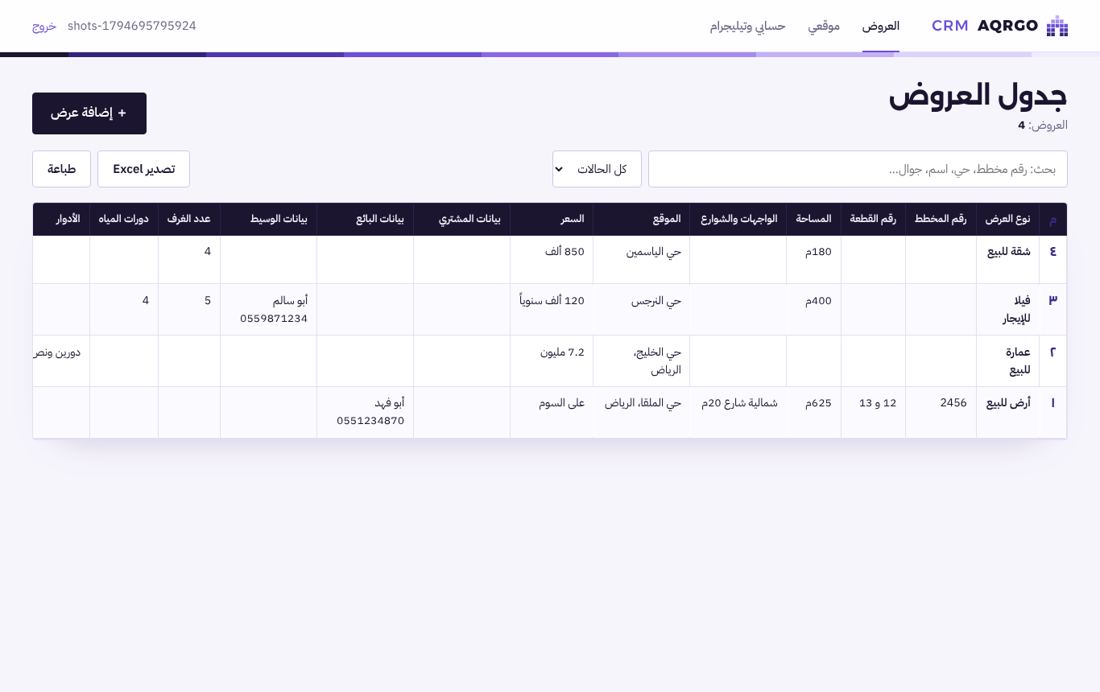 AQRGO CRM
العروض
موقعي
حسابي وتيليجرام
shots-1794695795924
خروج
جدول العروض
العروض: 4
+ إضافة عرض
بحث: رقم مخطط، حي، اسم، جوال...
كل الحالات
تصدير Excel
طباعة
م نوع العرض رقم المخطط رقم القطعة المساحة الواجهات والشوارع الموقع السعر بيانات المشتري بيانات البائع بيانات الوسيط عدد الغرف دورات المياه الأدوار
٤ شقة للبيع 180م حي الياسمين 850 ألف 4
٣ فيلا للإيجار 400م حي النرجس 120 ألف سنوياً أبو سالم 0559871234 5 4
٢ عمارة للبيع حي الخليج، الرياض 7.2 مليون دورين ونص
١ أرض للبيع 2456 12 و 13 625م شمالية شارع 20م حي الملقا، الرياض على السوم أبو فهد 0551234870